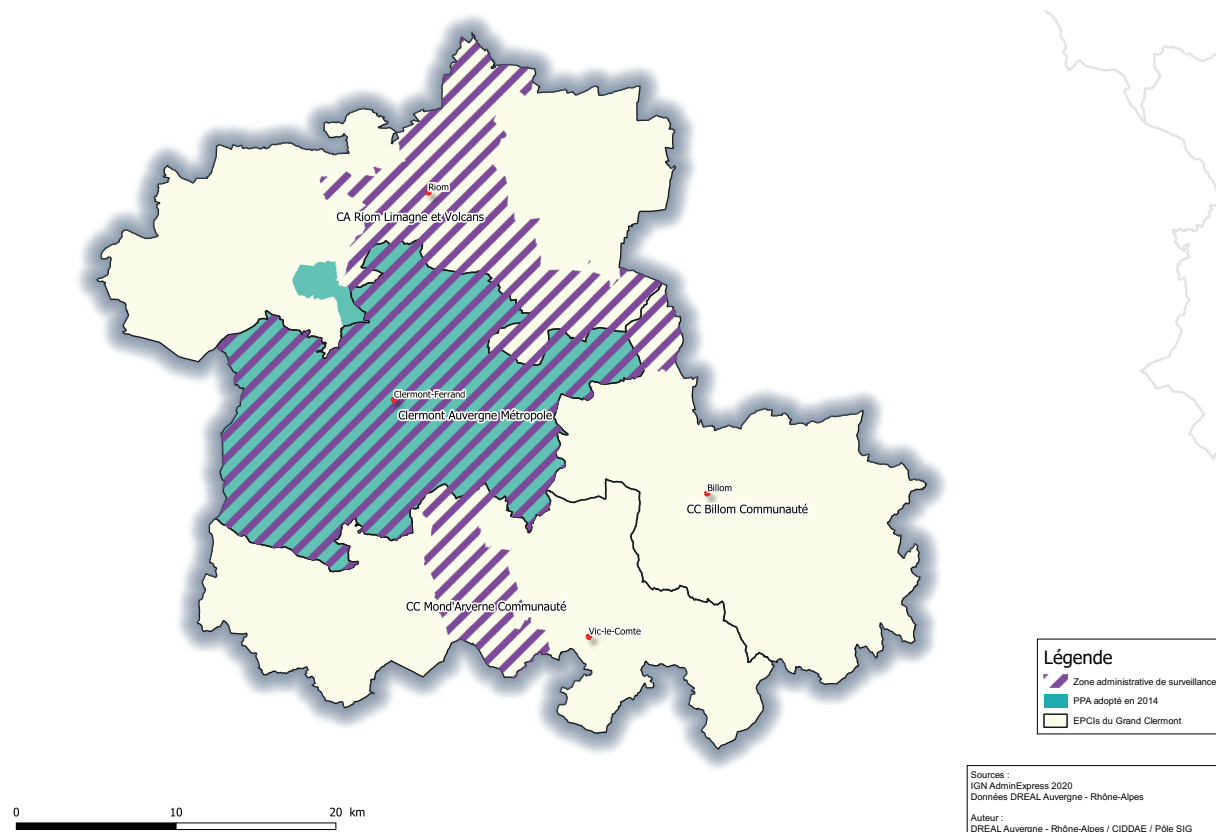 Riom
CA Riom Limagne et Volcans
Clermont-Ferrand
Clermont Auvergne Métropole
Billom
CC Billom Communauté
CC Mond'Arverne Communauté
Vic-le-Comte
Légende
Zone administrative de surveillance
PPA adopté en 2014
EPCIs du Grand Clermont
Sources :
IGN AdminExpress 2020
Données DREAL Auvergne - Rhône-Alpes
Auteur :
DREAL Auvergne - Rhône-Alpes / CIDDAE / Pôle SIG
0 10 20 km